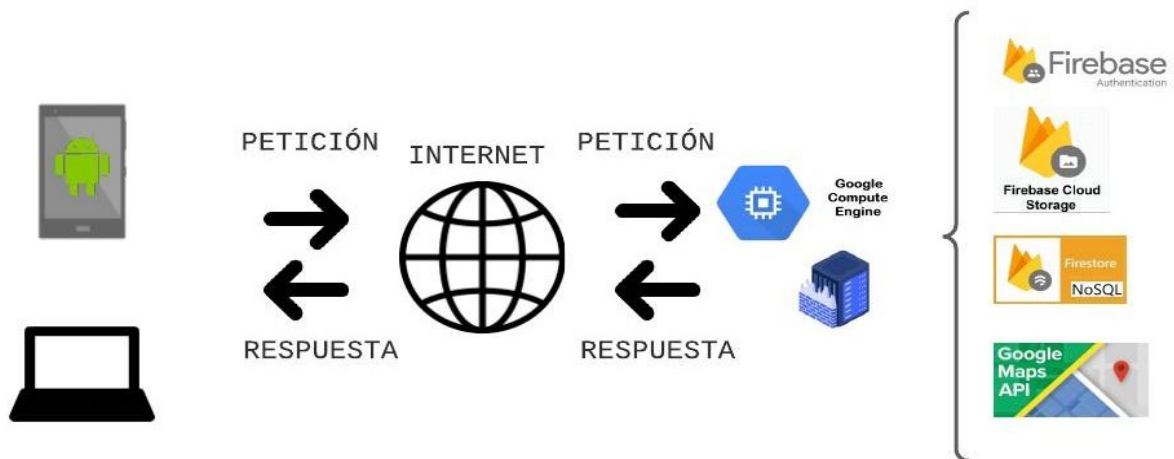 PETICIÓN
INTERNET
PETICIÓN
RESPUESTA
RESPUESTA
Google
Compute
Engine
Firebase
Authentication
Firebase Cloud
Storage
Firestore
NoSQL
Google
Maps
API